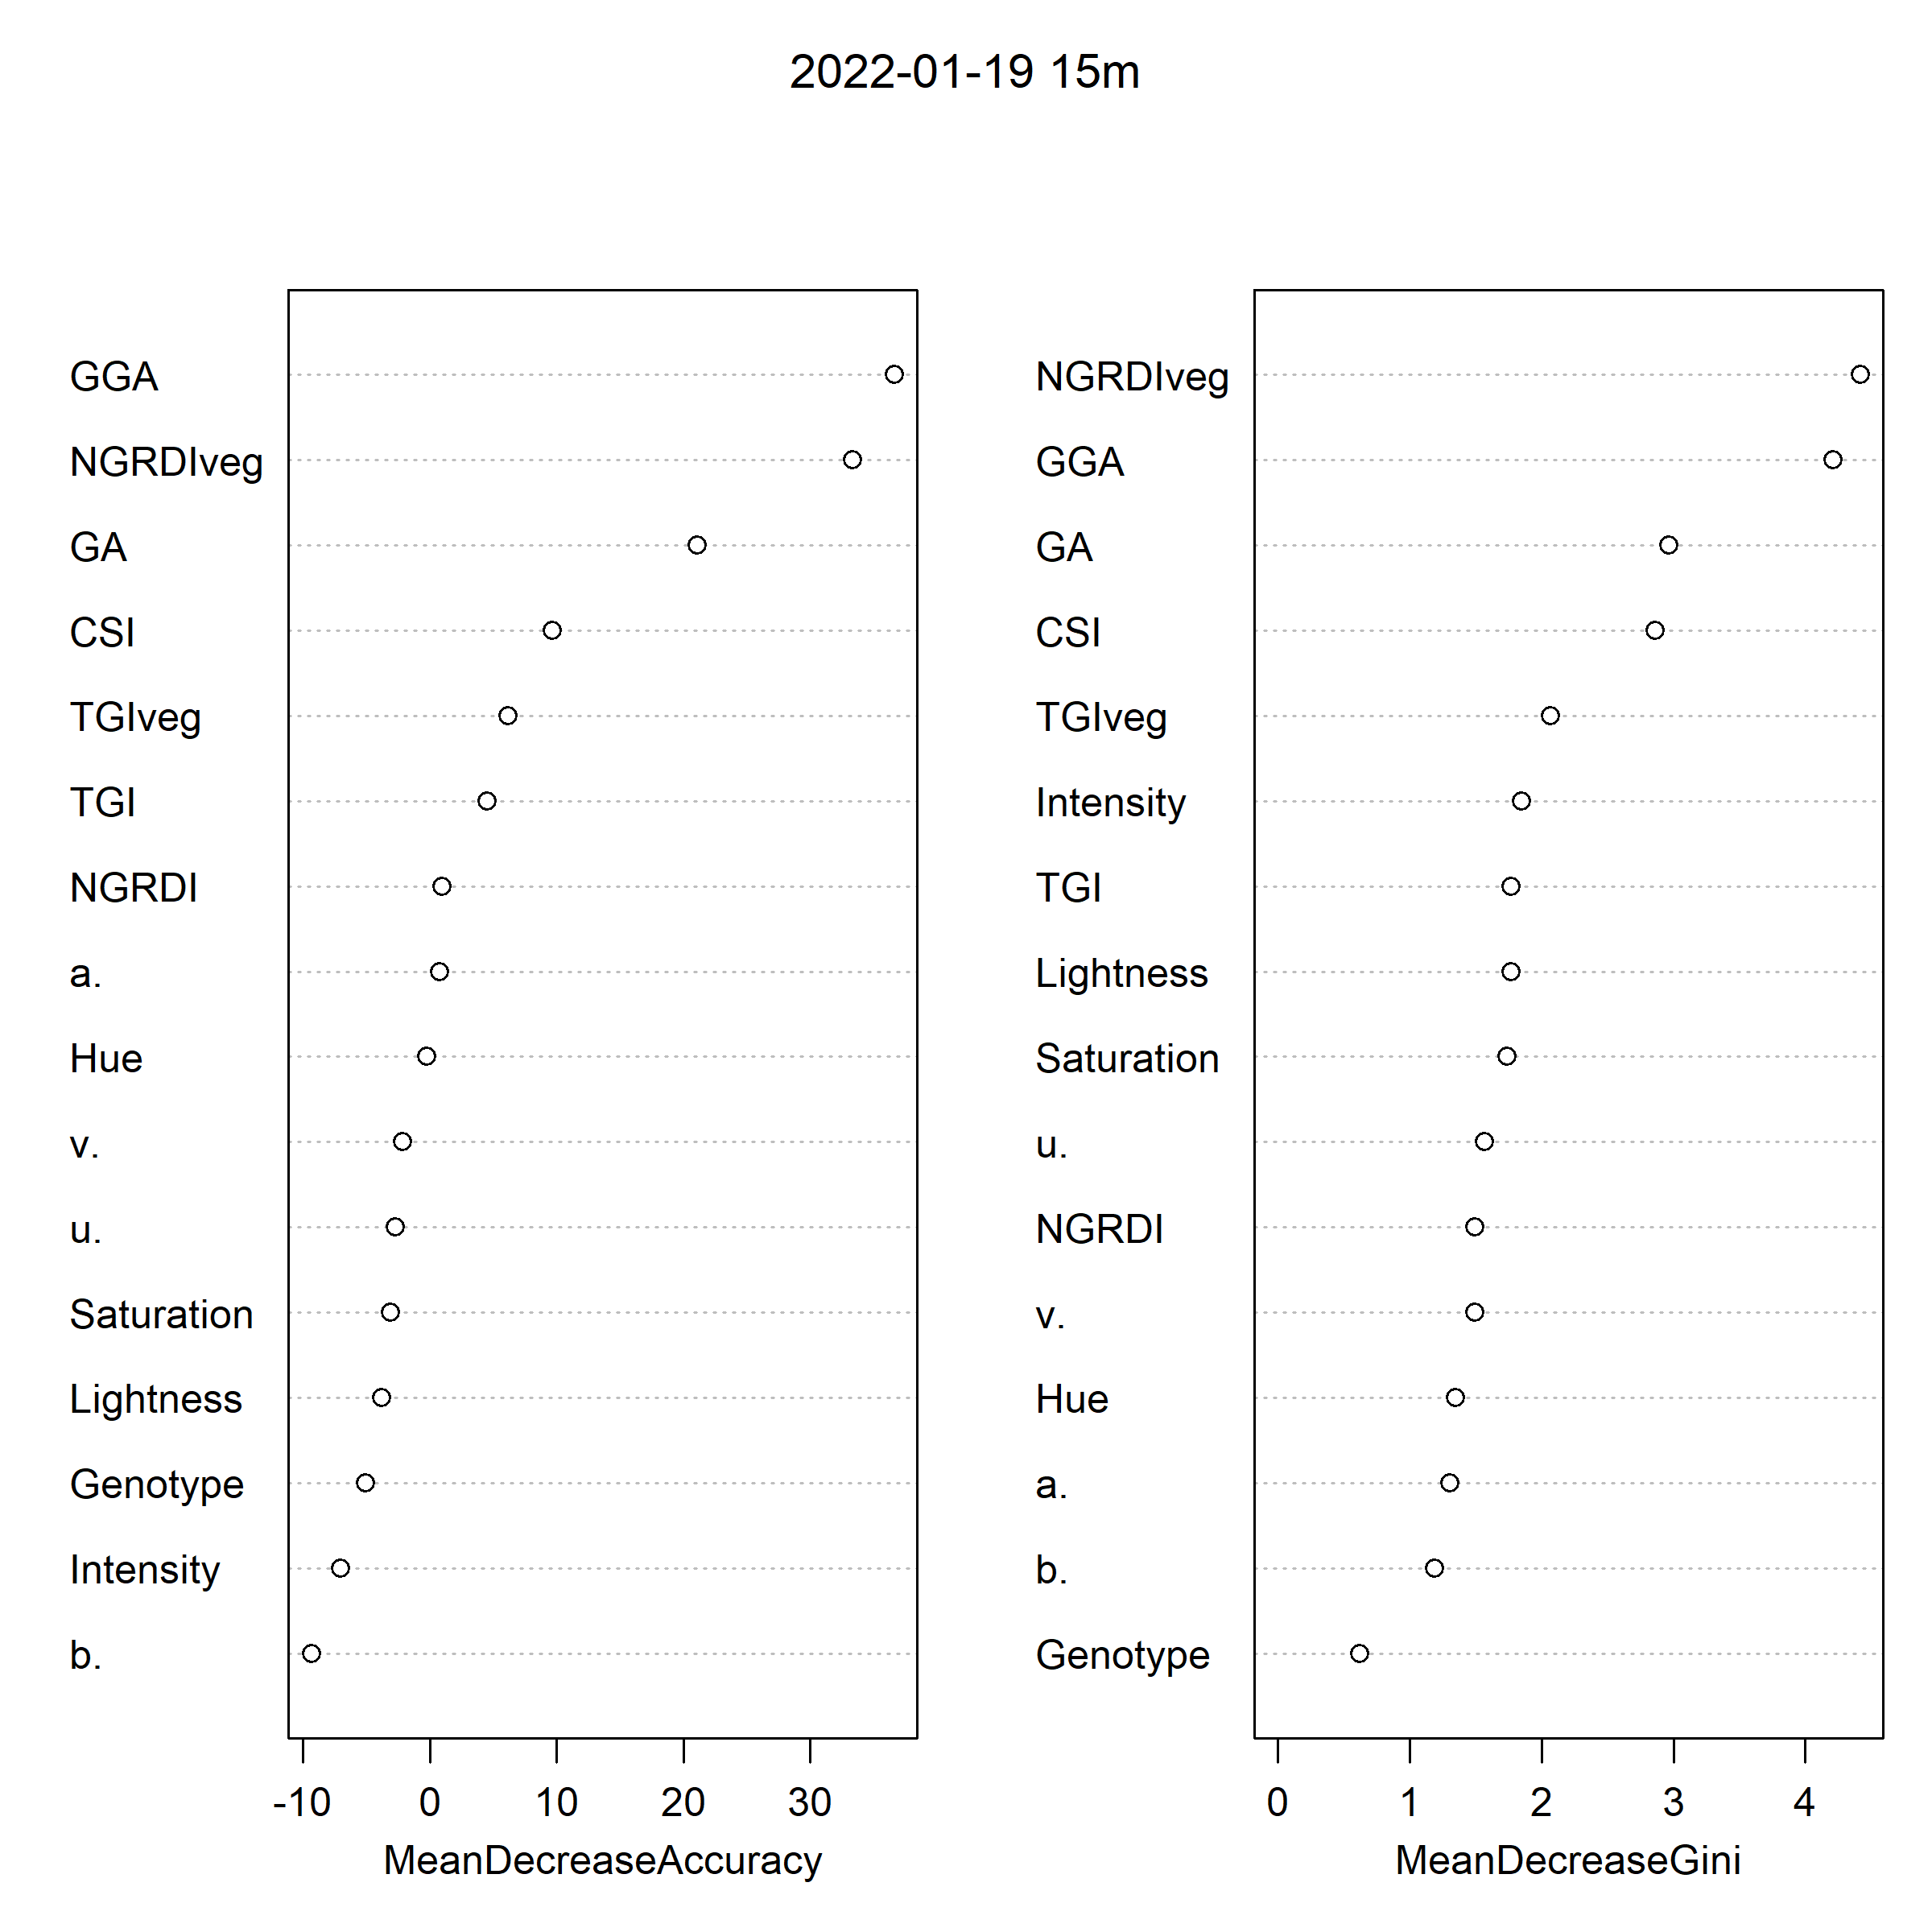 2022-01-19 15m
GGA
NGRDIveg
GA
CSI
TGIveg
TGI
NGRDI
a.
Hue
v.
u.
Saturation
Lightness
Genotype
Intensity
b.
-10 0 10 20 30
MeanDecreaseAccuracy
NGRDIveg
GGA
GA
CSI
TGIveg
Intensity
TGI
Lightness
Saturation
u.
NGRDI
v.
Hue
a.
b.
Genotype
0 1 2 3 4
MeanDecreaseGini